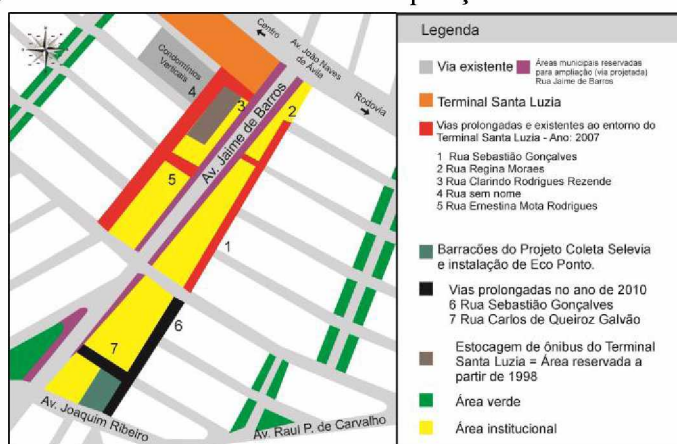 Centro
Av. João Naves
de Ávila
Rodovia
Condomínios
Verticais
4
3
2
Av. Jaime de Barros
5
1
6
7
Av. Joaquim Ribeiro
Av. Raul P. de Carvalho
Legenda
Via existente
Áreas municipais reservadas
para ampliação (via projetada)
Rua Jaime de Barros
Terminal Santa Luzia
Vias prolongadas e existentes ao entorno do
Terminal Santa Luzia - Ano: 2007
1 Rua Sebastião Gonçalves
2 Rua Regina Moraes
3 Rua Clarindo Rodrigues Rezende
4 Rua sem nome
5 Rua Ernestina Mota Rodrigues
Barracões do Projeto Coleta Selevia
e instalação de Eco Ponto.
Vias prolongadas no ano de 2010
6 Rua Sebastião Gonçalves
7 Rua Carlos de Queiroz Galvão
Estocagem de ônibus do Terminal
Santa Luzia = Área reservada a
partir de 1998
Área verde
Área institucional